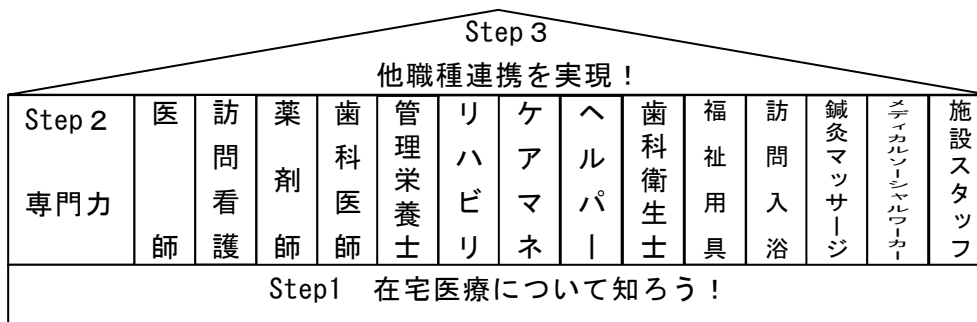 Step３
他職種連携を実現！
Step２
専門力
医師
訪問看護
薬剤師
歯科医師
管理栄養士
リハビリ
ケアマネ
ヘルパー
歯科衛生士
福祉用具
訪問入浴
鍼灸マッサージ
メディカルソーシャルワーカー
施設スタッフ
Step1　在宅医療について知ろう！